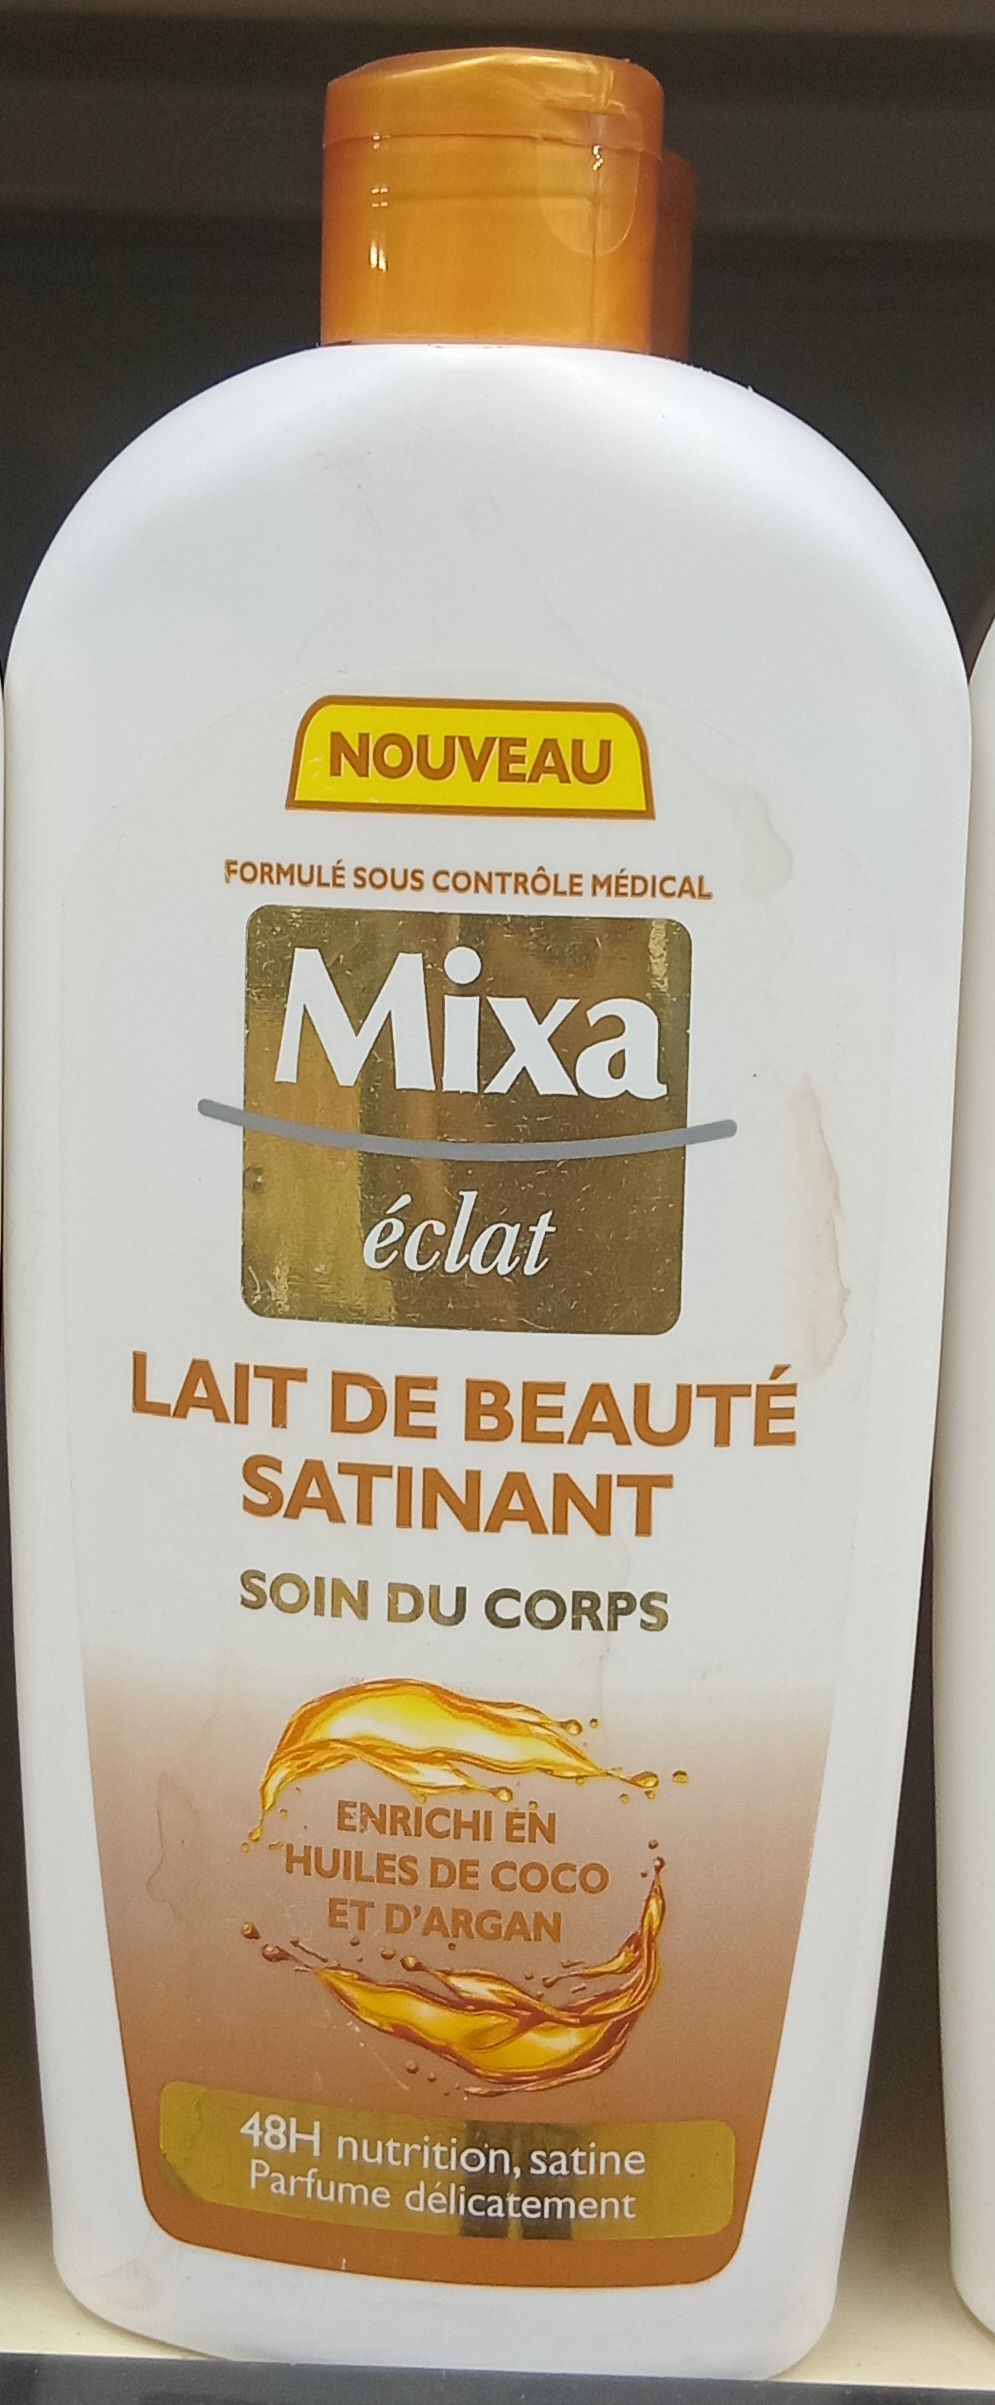 NOUVEAU
FORMULÉ SOUS CONTRÔLE MÉDICAL
Mixa
éclat
LAIT DE BEAUTÉ
SATINANT
SOIN DU CORPS
ENRICHI EN
HUILES DE COCO
ET D'ARGAN
48H nutrition, satine
Parfume délicatement